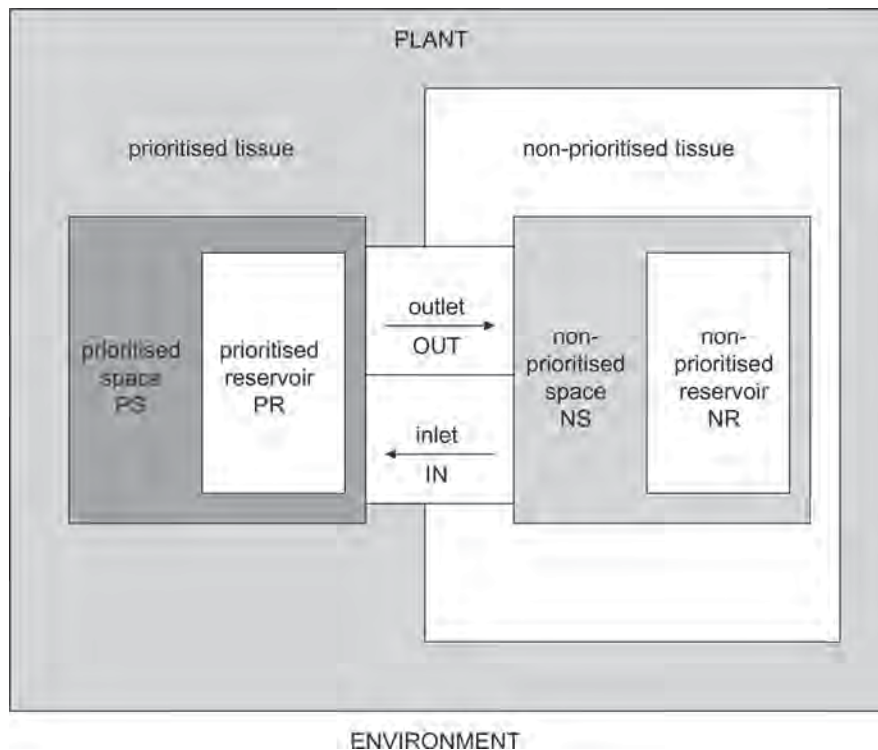 PLANT
prioritised tissue
non-prioritised tissue
prioritised
space
PS
prioritised
reservoir
PR
outlet
OUT
inlet
IN
non-
prioritised
space
NS
non-
prioritised
reservoir
NR
ENVIRONMENT